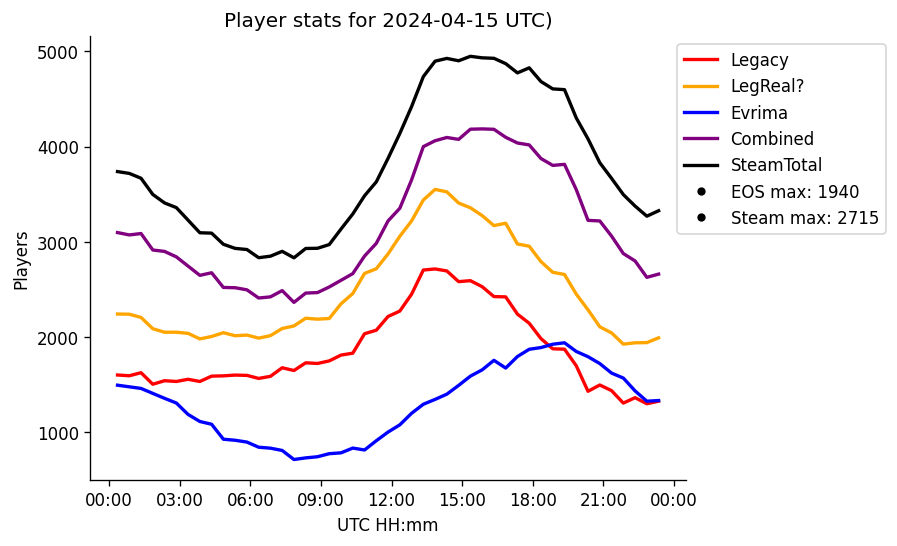 Player stats for 2024-04-15 UTC)
5000
4000
3000
2000
1000
Players
00:00 03:00 06:00 09:00 12:00 15:00 18:00 21:00 00:00
UTC HH:mm
Legacy
LegReal?
Evrima
Combined
SteamTotal
EOS max: 1940
Steam max: 2715